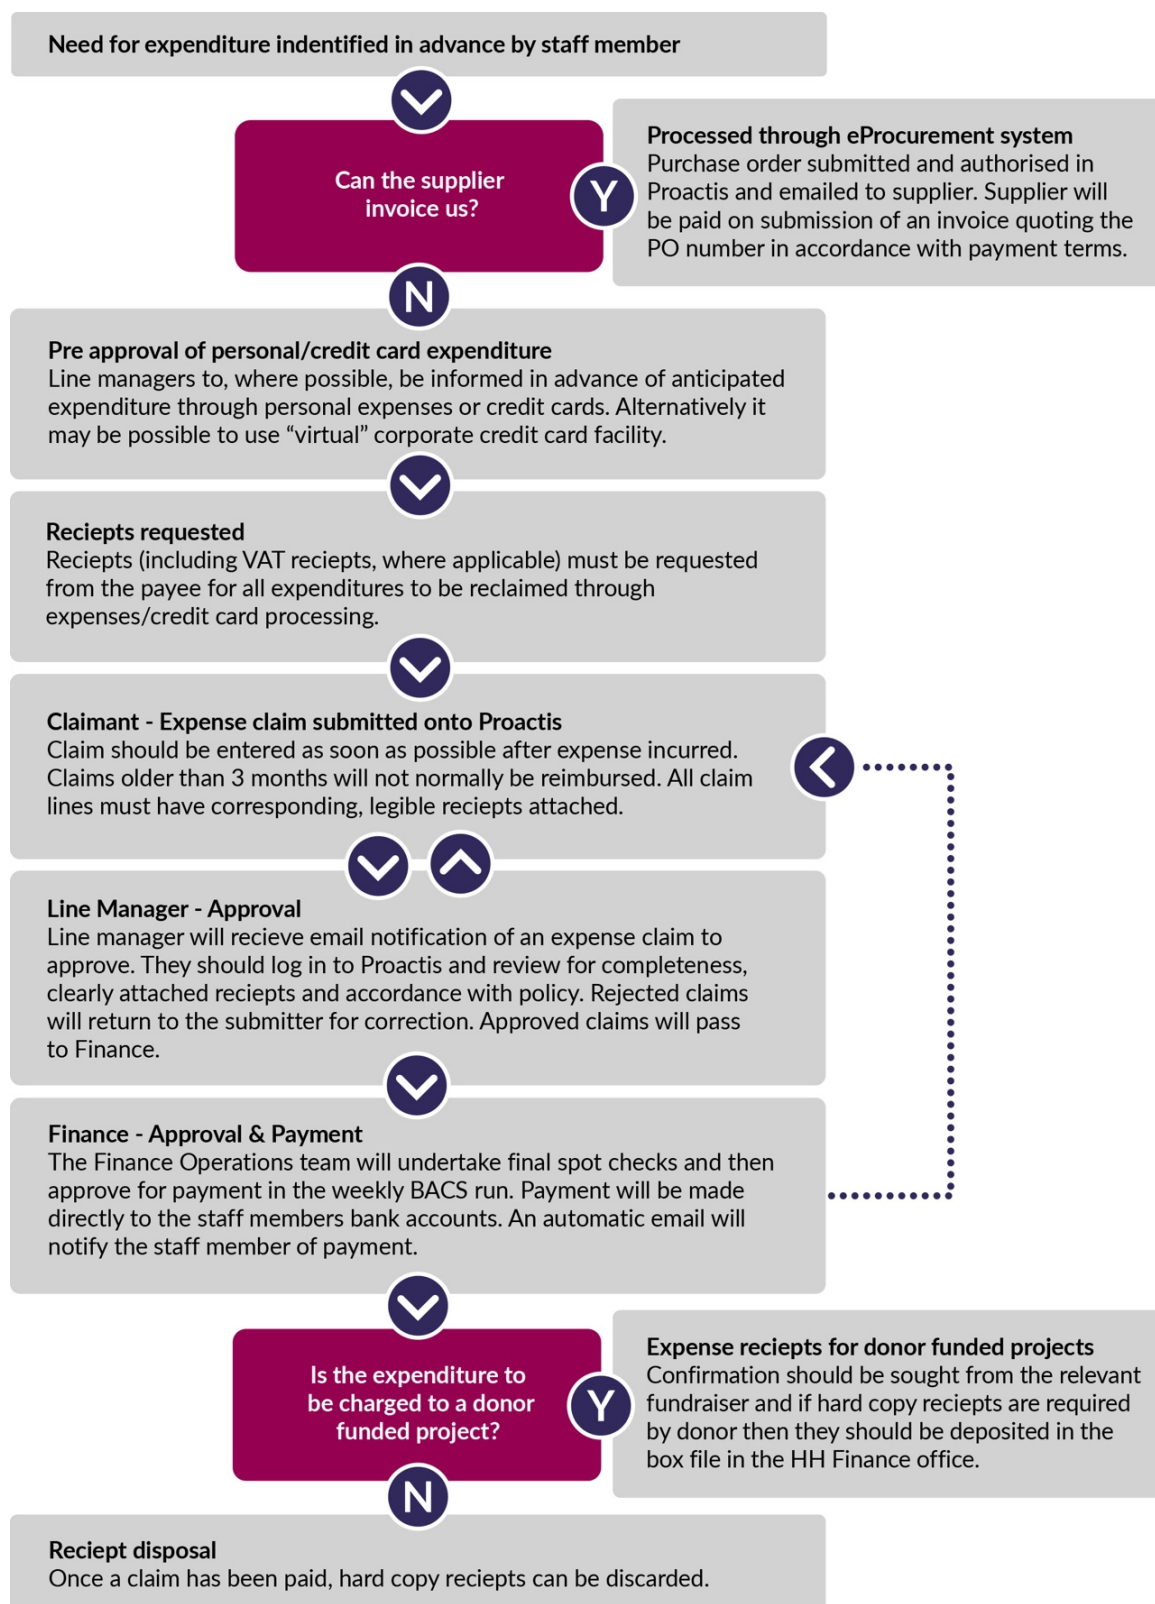 Need for expenditure indentified in advance by staff member
Can the supplier
invoice us?
Y
Processed through eProcurement system
Purchase order submitted and authorised in
Proactis and emailed to supplier. Supplier will
be paid on submission of an invoice quoting the
PO number in accordance with payment terms.
N
Pre approval of personal/credit card expenditure
Line managers to, where possible, be informed in advance of anticipated
expenditure through personal expenses or credit cards. Alternatively it
may be possible to use “virtual” corporate credit card facility.
Reciepts requested
Reciepts (including VAT reciepts, where applicable) must be requested
from the payee for all expenditures to be reclaimed through
expenses/credit card processing.
Claimant - Expense claim submitted onto Proactis
Claim should be entered as soon as possible after expense incurred.
Claims older than 3 months will not normally be reimbursed. All claim
lines must have corresponding, legible reciepts attached.
Line Manager - Approval
Line manager will recieve email notification of an expense claim to
approve. They should log in to Proactis and review for completeness,
clearly attached reciepts and accordance with policy. Rejected claims
will return to the submitter for correction. Approved claims will pass
to Finance.
Finance - Approval & Payment
The Finance Operations team will undertake final spot checks and then
approve for payment in the weekly BACS run. Payment will be made
directly to the staff members bank accounts. An automatic email will
notify the staff member of payment.
Is the expenditure to
be charged to a donor
funded project?
Y
Expense reciepts for donor funded projects
Confirmation should be sought from the relevant
fundraiser and if hard copy reciepts are required
by donor then they should be deposited in the
box file in the HH Finance office.
N
Reciept disposal
Once a claim has been paid, hard copy reciepts can be discarded.